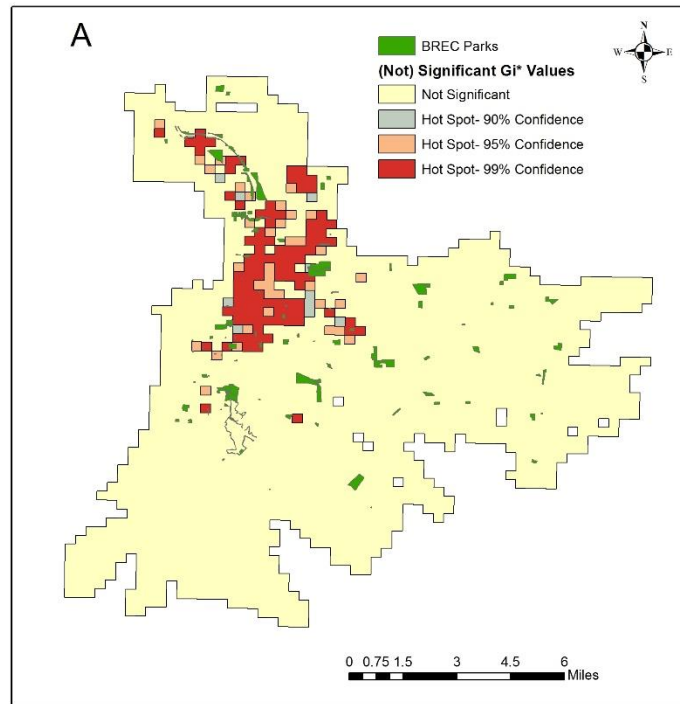 A
BREC Parks
(Not) Significant Gi* Values
Not Significant
Hot Spot- 90% Confidence
Hot Spot- 95% Confidence
Hot Spot- 99% Confidence
N
W E
S
0 0.75 1.5 3 4.5 6
Miles